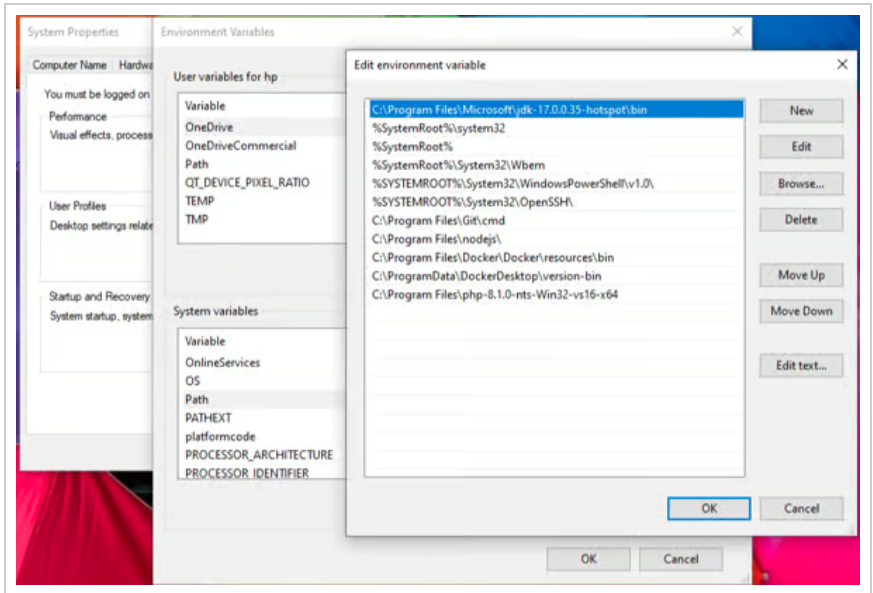 System Properties
Computer Name Hardwa
You must be logged on
Performance
Visual effects, process
User Profiles
Desktop settings relate
Startup and Recovery
System startup, system
Environment Variables
User variables for hp
Variable
OneDrive
OneDriveCommercial
Path
QT_DEVICE_PIXEL_RATIO
TEMP
TMP
System variables
Variable
OnlineServices
OS
Path
PATHEXT
platformcode
PROCESSOR_ARCHITECTURE
PROCESSOR IDENTIFIER
OK Cancel
Edit environment variable
C:\Program Files\Microsoft\jdk-17.0.0.35-hotspot\bin
%SystemRoot%\system32
%SystemRoot%
%SystemRoot%\System32\Wbem
%SYSTEMROOT%\System32\WindowsPowerShell\v1.0\
%SYSTEMROOT%\System32\OpenSSH\
C:\Program Files\Git\cmd
C:\Program Files\nodejs\
C:\Program Files\Docker\Docker\resources\bin
C:\ProgramData\DockerDesktop\version-bin
C:\Program Files\php-8.1.0-nts-Win32-vs16-x64
New
Edit
Browse...
Delete
Move Up
Move Down
Edit text...
OK Cancel